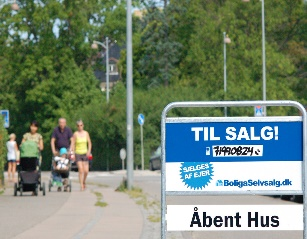 TIL SALG!
71990824
SÆLGES
AF EJER
BoligaSelvsalg.dk
Åbent Hus